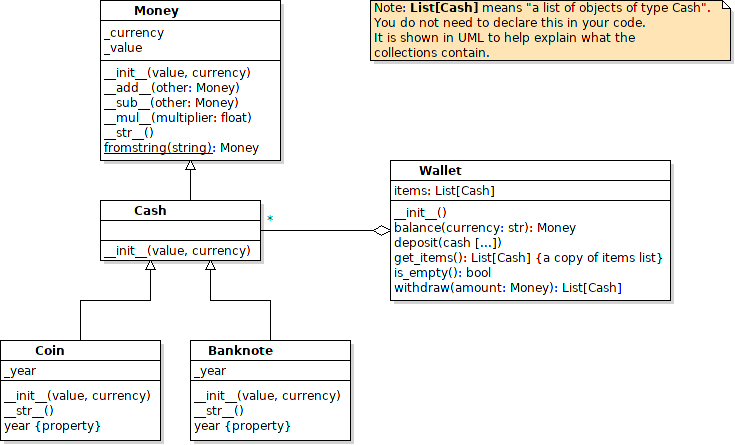 Money
_currency
_value
__init__(value, currency)
__add__(other: Money)
__sub__(other: Money)
__mul__(multiplier: float)
__str__()
fromstring(string): Money
Note: List[Cash] means "a list of objects of type Cash".
You do not need to declare this in your code.
It is shown in UML to help explain what the
collections contain.
Cash
__init__(value, currency)
*
Wallet
items: List[Cash]
__init__()
balance(currency: str): Money
deposit(cash [...])
get_items(): List[Cash] {a copy of items list}
is_empty(): bool
withdraw(amount: Money): List[Cash]
Coin
_year
__init__(value, currency)
__str__()
year {property}
Banknote
_year
__init__(value, currency)
__str__()
year {property}